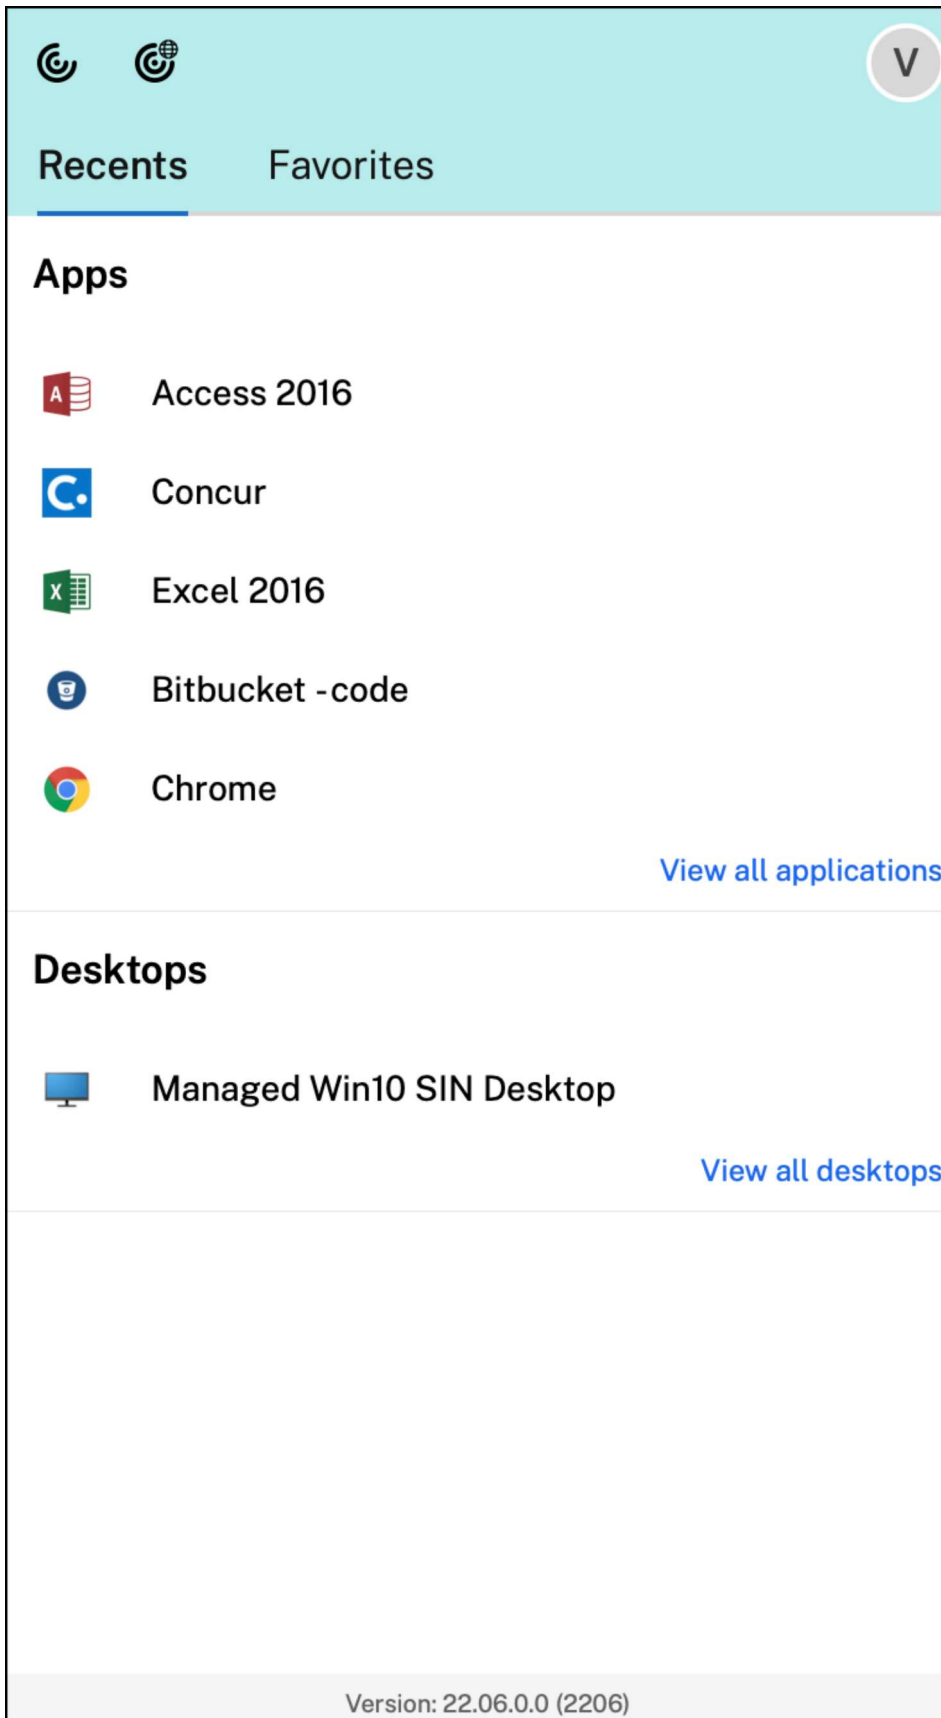 V
Recents Favorites
Apps
A
Access 2016
C.
Concur
X
Excel 2016
Bitbucket - code
Chrome
View all applications
Desktops
Managed Win10 SIN Desktop
View all desktops
Version: 22.06.0.0 (2206)